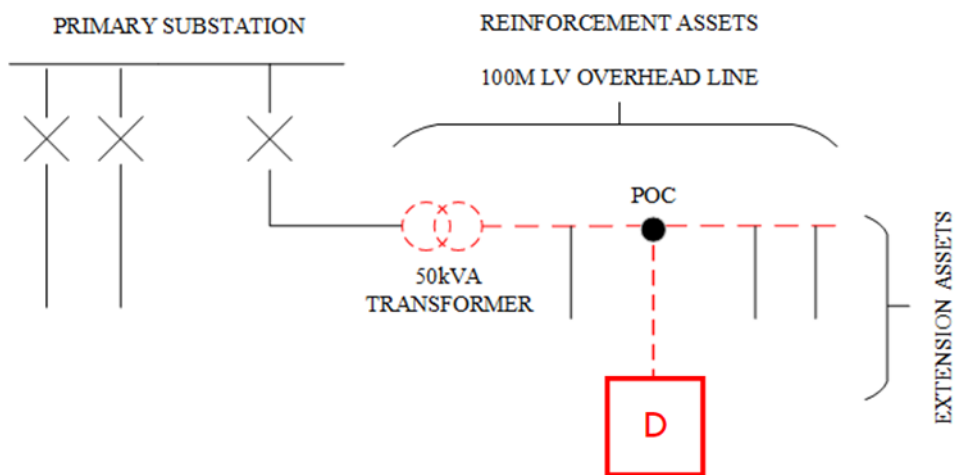 PRIMARY SUBSTATION
REINFORCEMENT ASSETS
100M LV OVERHEAD LINE
POC
50kVA
TRANSFORMER
EXTENSION ASSETS
D